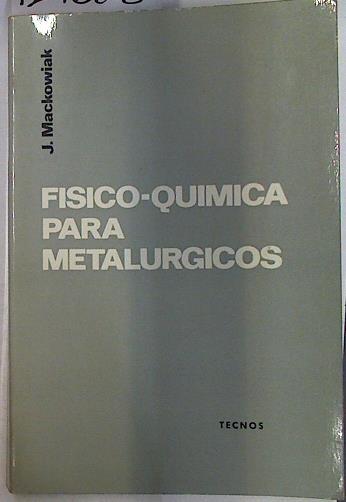 J. Mackowiak
FISICO-QUIMICA
PARA
METALURGICOS
TECNOS